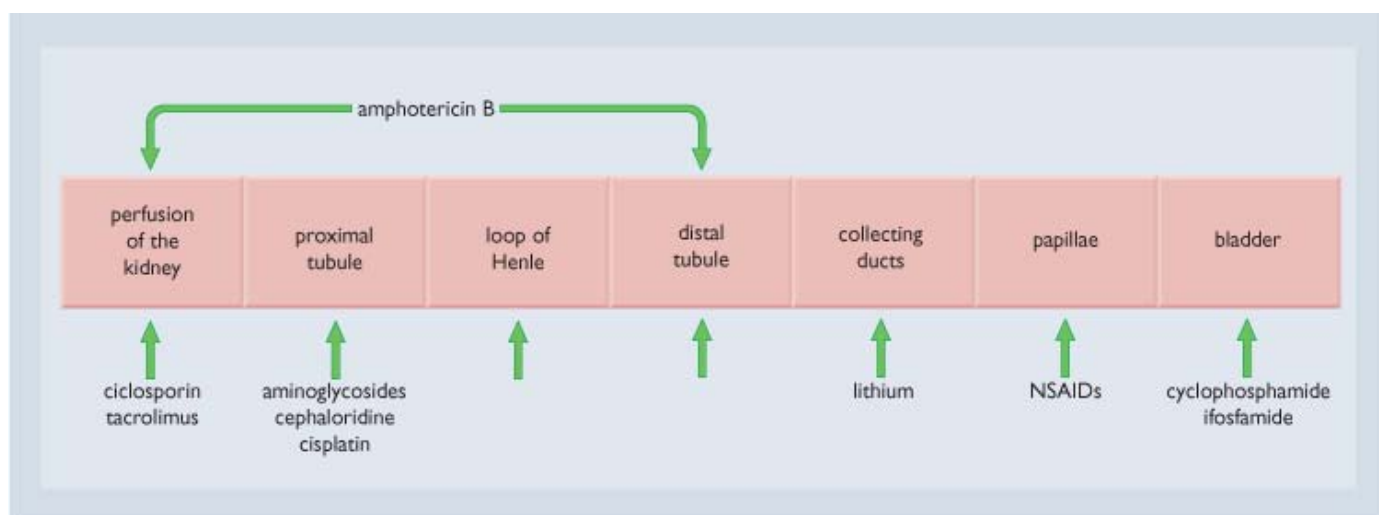 amphotericin B
perfusion
of the
kidney
proximal
tubule
loop of
Henle
distal
tubule
collecting
ducts
papillae
bladder
ciclosporin
tacrolimus
aminoglycosides
cephaloridine
cisplatin
lithium
NSAIDs
cyclophosphamide
ifosfamide